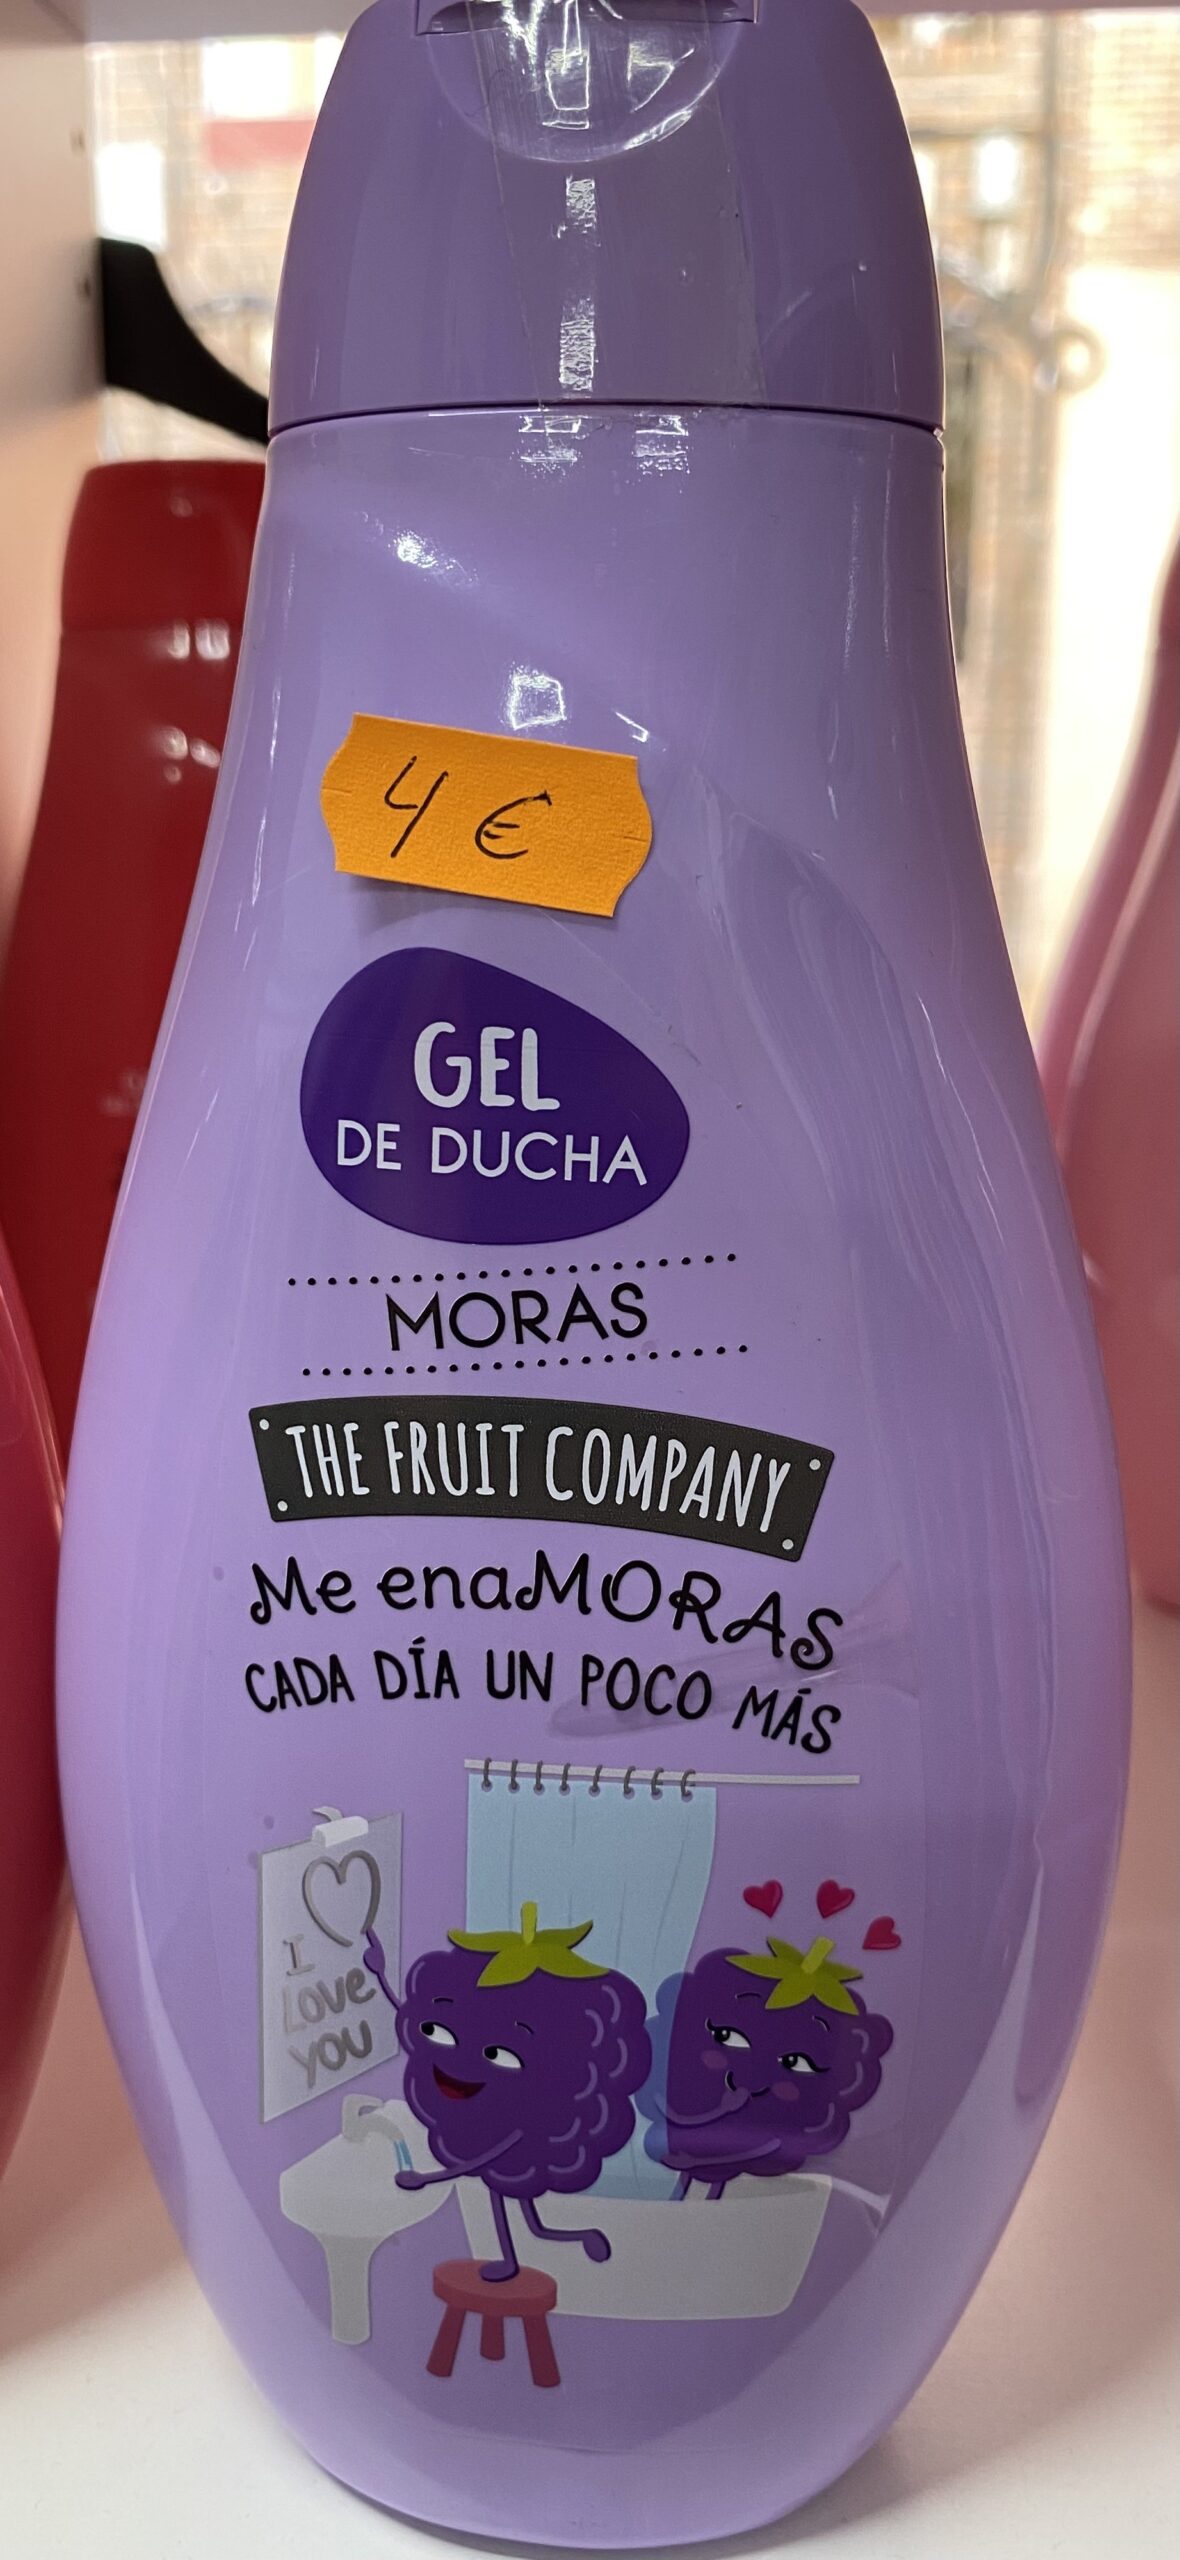 4 €
GEL
DE DUCHA
MORAS
THE FRUIT COMPANY
Me enaMORAS
CADA DÍA UN POCO MÁS
I
Love
you